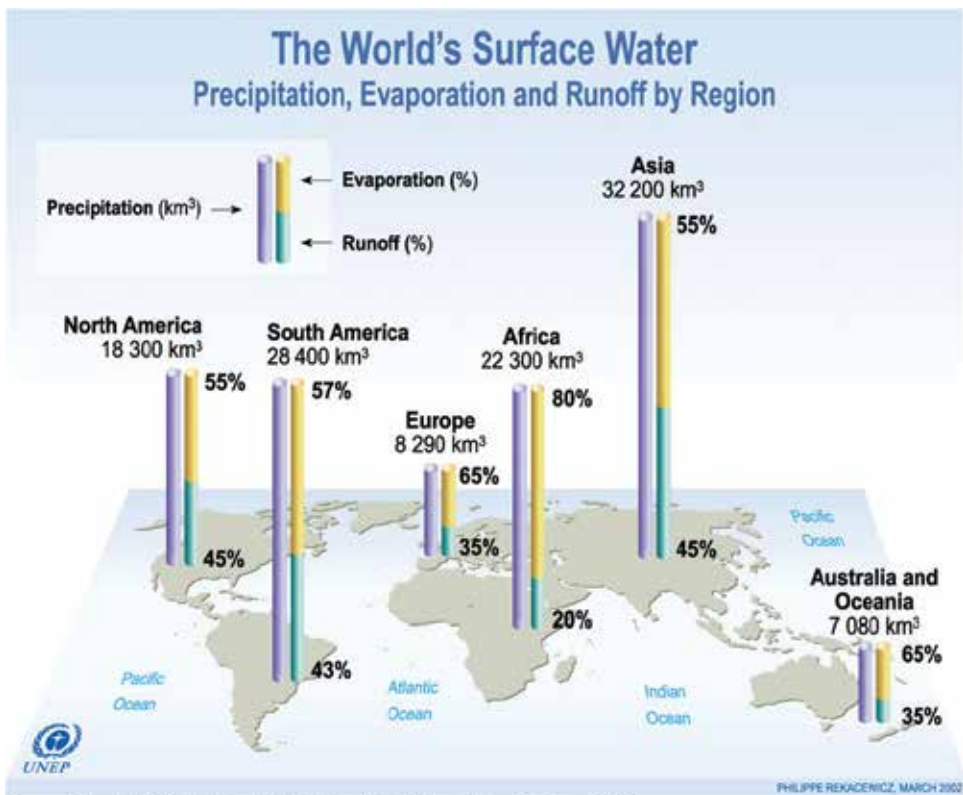 The World's Surface Water
Precipitation, Evaporation and Runoff by Region
Precipitation (km³)
Evaporation (%)
Runoff (%)
Asia
32 200 km³
55%
45%
North America
18 300 km³
55%
45%
South America
28 400 km³
57%
43%
Europe
8 290 km³
65%
35%
Africa
22 300 km³
80%
20%
Australia and
Oceania
7 080 km³
65%
35%
Pacific
Ocean
Pacific
Ocean
Atlantic
Ocean
Indian
Ocean
UNEP
PHILIPPE REKACEWICZ, MARCH 2002